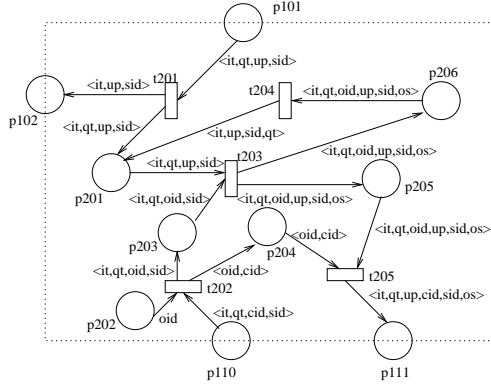 p101
<it,qt,up,sid>
t201
<it,up,sid>
p102
<it,qt,up,sid>
t204
<it,qt,oid,up,sid,os>
p206
<it,up,sid,qt>
p201
<it,qt,up,sid>
t203
<it,qt,oid,up,sid,os>
<it,qt,oid,up,sid,os>
p205
<it,qt,oid,sid>
p203
p204
<oid,cid>
<it,qt,oid,up,sid,os>
<it,qt,oid,sid>
<oid,cid>
t202
t205
p202
oid
<it,qt,cid,sid>
<it,qt,up,cid,sid,os>
p110
p111